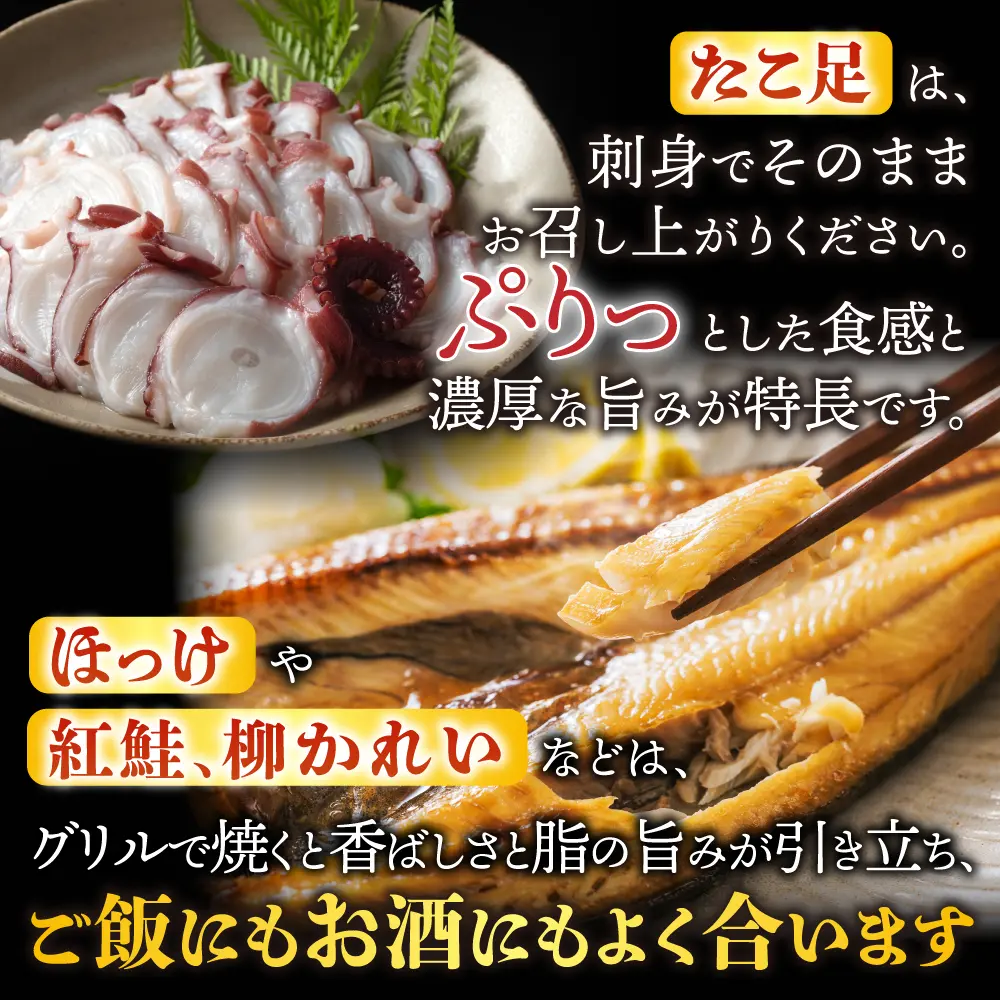 たこ足は、
刺身でそのまま
お召し上がりください。
ぷりっとした食感と
濃厚な旨みが特長です。
ほっけや
紅鮭、柳かれいなどは、
グリルで焼くと香ばしさと脂の旨みが引き立ち、
ご飯にもお酒にもよく合います